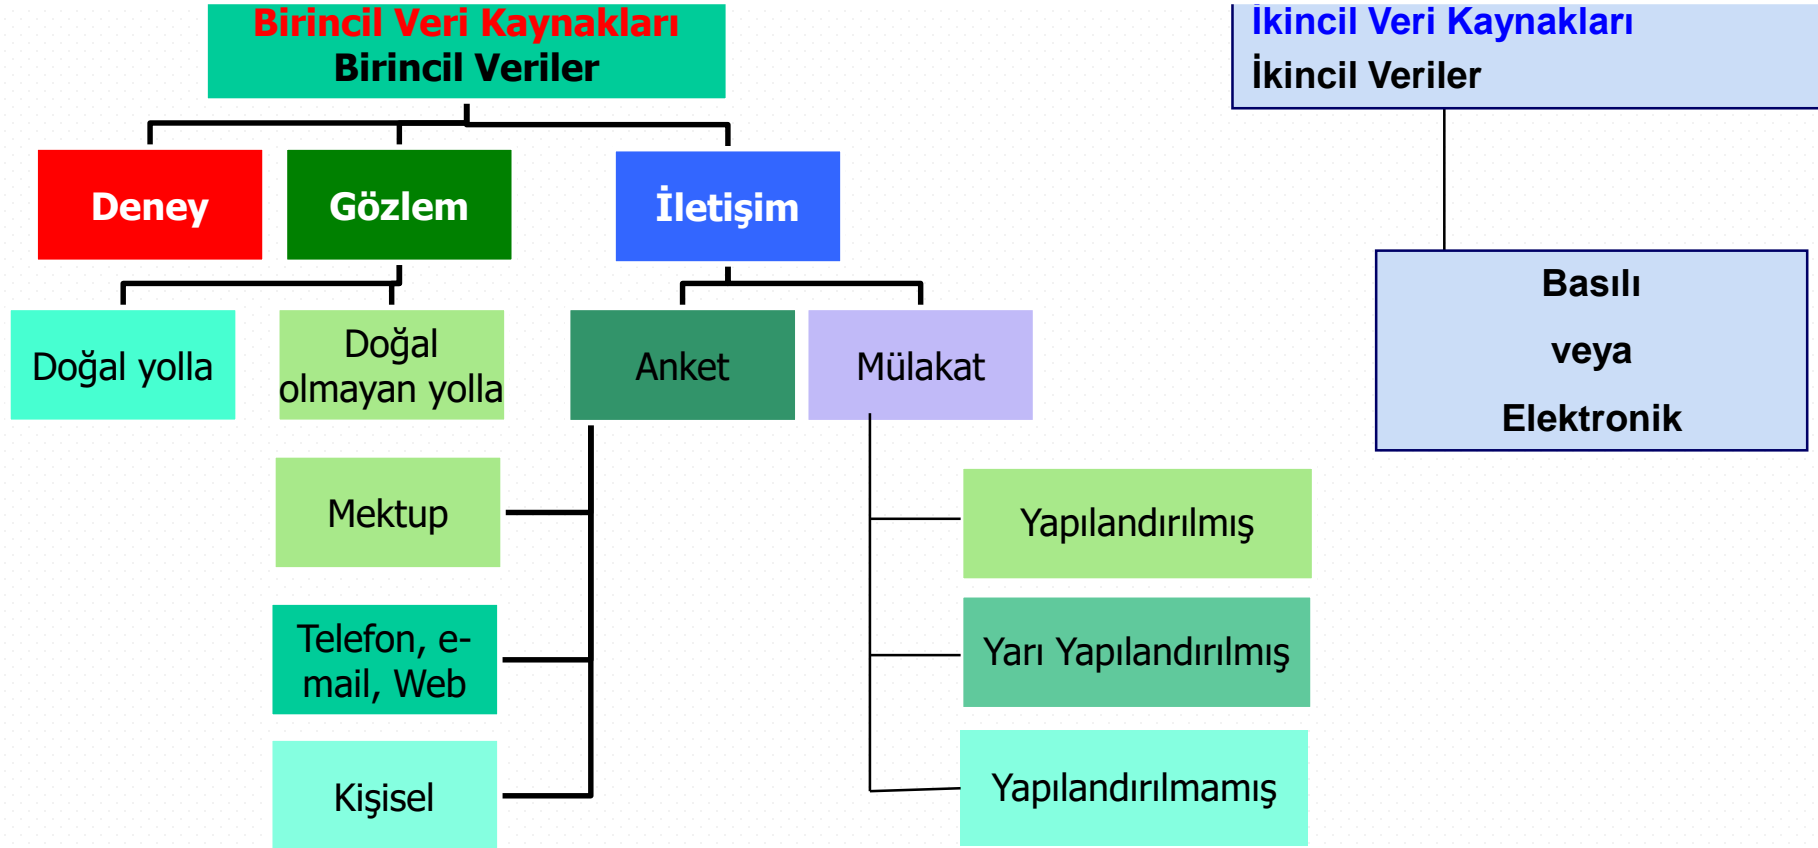 Birincil Veri Kaynakları
Birincil Veriler
İkincil Veri Kaynakları
İkincil Veriler
Deney
Gözlem
İletişim
Doğal yolla
Doğal
olmayan yolla
Anket
Mülakat
Basılı
veya
Elektronik
Mektup
Telefon, e-
mail, Web
Kişisel
Yapılandırılmış
Yarı Yapılandırılmış
Yapılandırılmamış